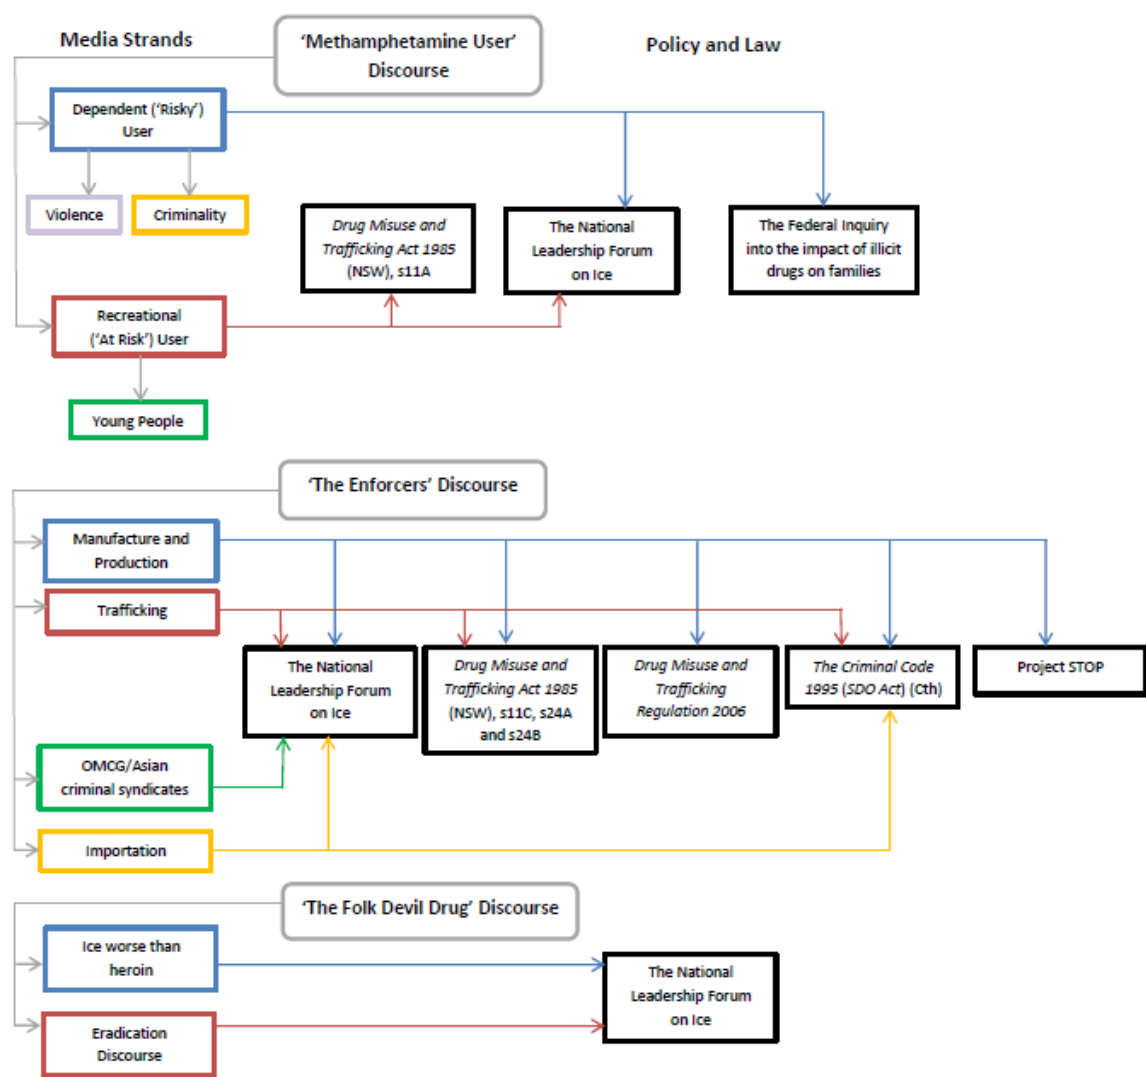 Media Strands
'Methamphetamine User'
Discourse
Policy and Law
Dependent ('Risky')
User
Violence
Criminality
Drug Misuse and
Trafficking Act 1985
(NSW), s11A
The National
Leadership Forum
on Ice
The Federal Inquiry
into the impact of illicit
drugs on families
Recreational
('At Risk') User
Young People
'The Enforcers' Discourse
Manufacture and
Production
Trafficking
The National
Leadership Forum
on Ice
Drug Misuse and
Trafficking Act 1985
(NSW), s11C, s24A
and s24B
Drug Misuse and
Trafficking
Regulation 2006
The Criminal Code
1995 (SDO Act) (Cth)
Project STOP
OMCG/Asian
criminal syndicates
Importation
'The Folk Devil Drug' Discourse
Ice worse than
heroin
The National
Leadership Forum
on Ice
Eradication
Discourse